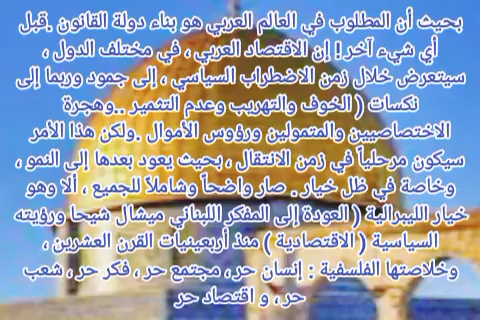 بحيث أن المطلوب في العالم العربي هو بناء دولة القانون .قبل
أي شيء آخر ! إن الاقتصاد العربي ، في مختلف الدول ،
سيتعرض خلال زمن الاضطراب السياسي ، إلى جمود وربما إلى
نكسات ( الخوف والتهريب وعدم التثمير ..وهجرة
الاختصاصيين والمتمولين ورؤوس الأموال .ولكن هذا الأمر
سيكون مرحلياً في زمن الانتقال ، بحيث يعود بعدها إلى النمو ،
وخاصة في ظل خيار . صار واضحاً وشاملاً للجميع ، ألا وهو
خيار الليبرالية ( العودة إلى المفكر اللبناني ميشال شيحا ورؤيته
السياسية ( الاقتصادية ) منذ أربعينيات القرن العشرين ،
وخلاصتها الفلسفية : إنسان حر ، مجتمع حر ، فكر حر ، شعب
حر ، و اقتصاد حر